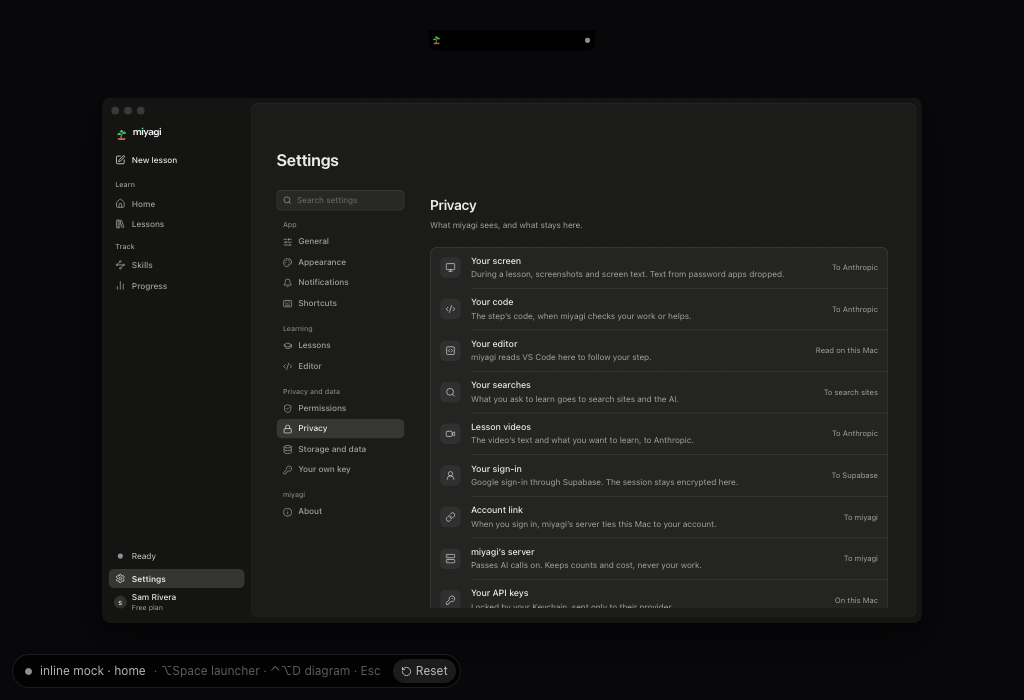 miyagi
New lesson
Learn
Home
Lessons
Track
Skills
Progress
Ready
Settings
S
Sam Rivera
Free plan
Settings
Search settings
App
General
Appearance
Notifications
Shortcuts
Learning
Lessons
Editor
Privacy and data
Permissions
Privacy
Storage and data
Your own key
miyagi
About
Privacy
What miyagi sees, and what stays here.
Your screen
During a lesson, screenshots and screen text. Text from password apps dropped.
To Anthropic
Your code
The step's code, when miyagi checks your work or helps.
To Anthropic
Your editor
miyagi reads VS Code here to follow your step.
Read on this Mac
Your searches
What you ask to learn goes to search sites and the AI.
To search sites
Lesson videos
The video's text and what you want to learn, to Anthropic.
To Anthropic
Your sign-in
Google sign-in through Supabase. The session stays encrypted here.
To Supabase
Account link
When you sign in, miyagi's server ties this Mac to your account.
To miyagi
miyagi's server
Passes AI calls on. Keeps counts and cost, never your work.
To miyagi
Your API keys
Locked by your Keychain, sent only to their provider.
On this Mac
inline mock · home · ⌥Space launcher · ⌃⌥D diagram · Esc
Reset